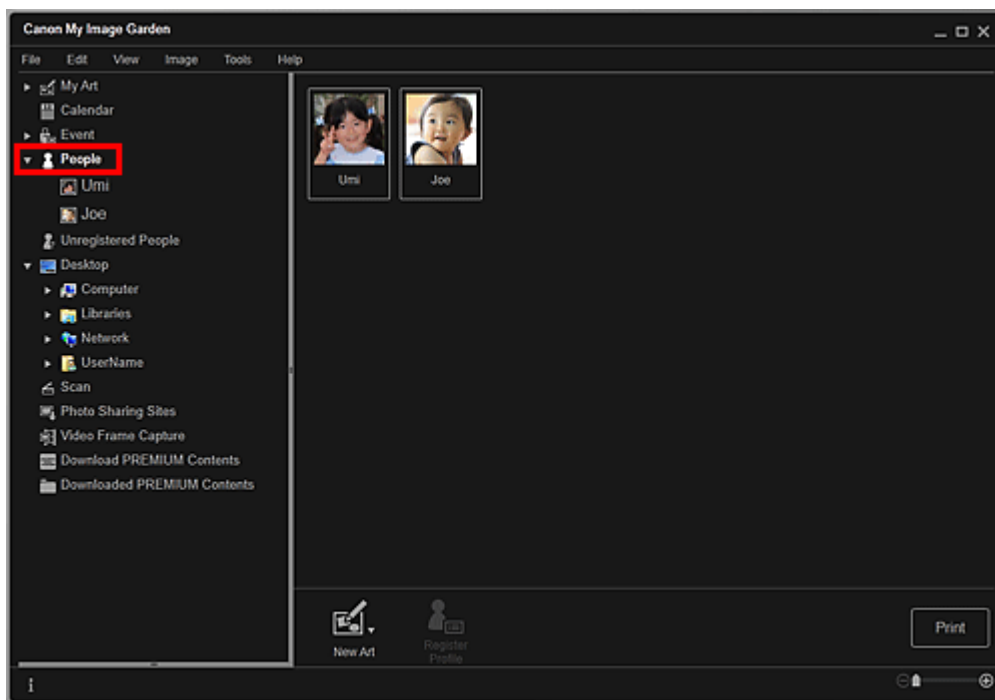 Canon My Image Garden
File Edit View Image Tools Help
My Art
Calendar
Event
People
Umi
Joe
Unregistered People
Desktop
Computer
Libraries
Network
UserName
Scan
Photo Sharing Sites
Video Frame Capture
Download PREMIUM Contents
Downloaded PREMIUM Contents
Umi Joe
New Art
Register
Profile
Print